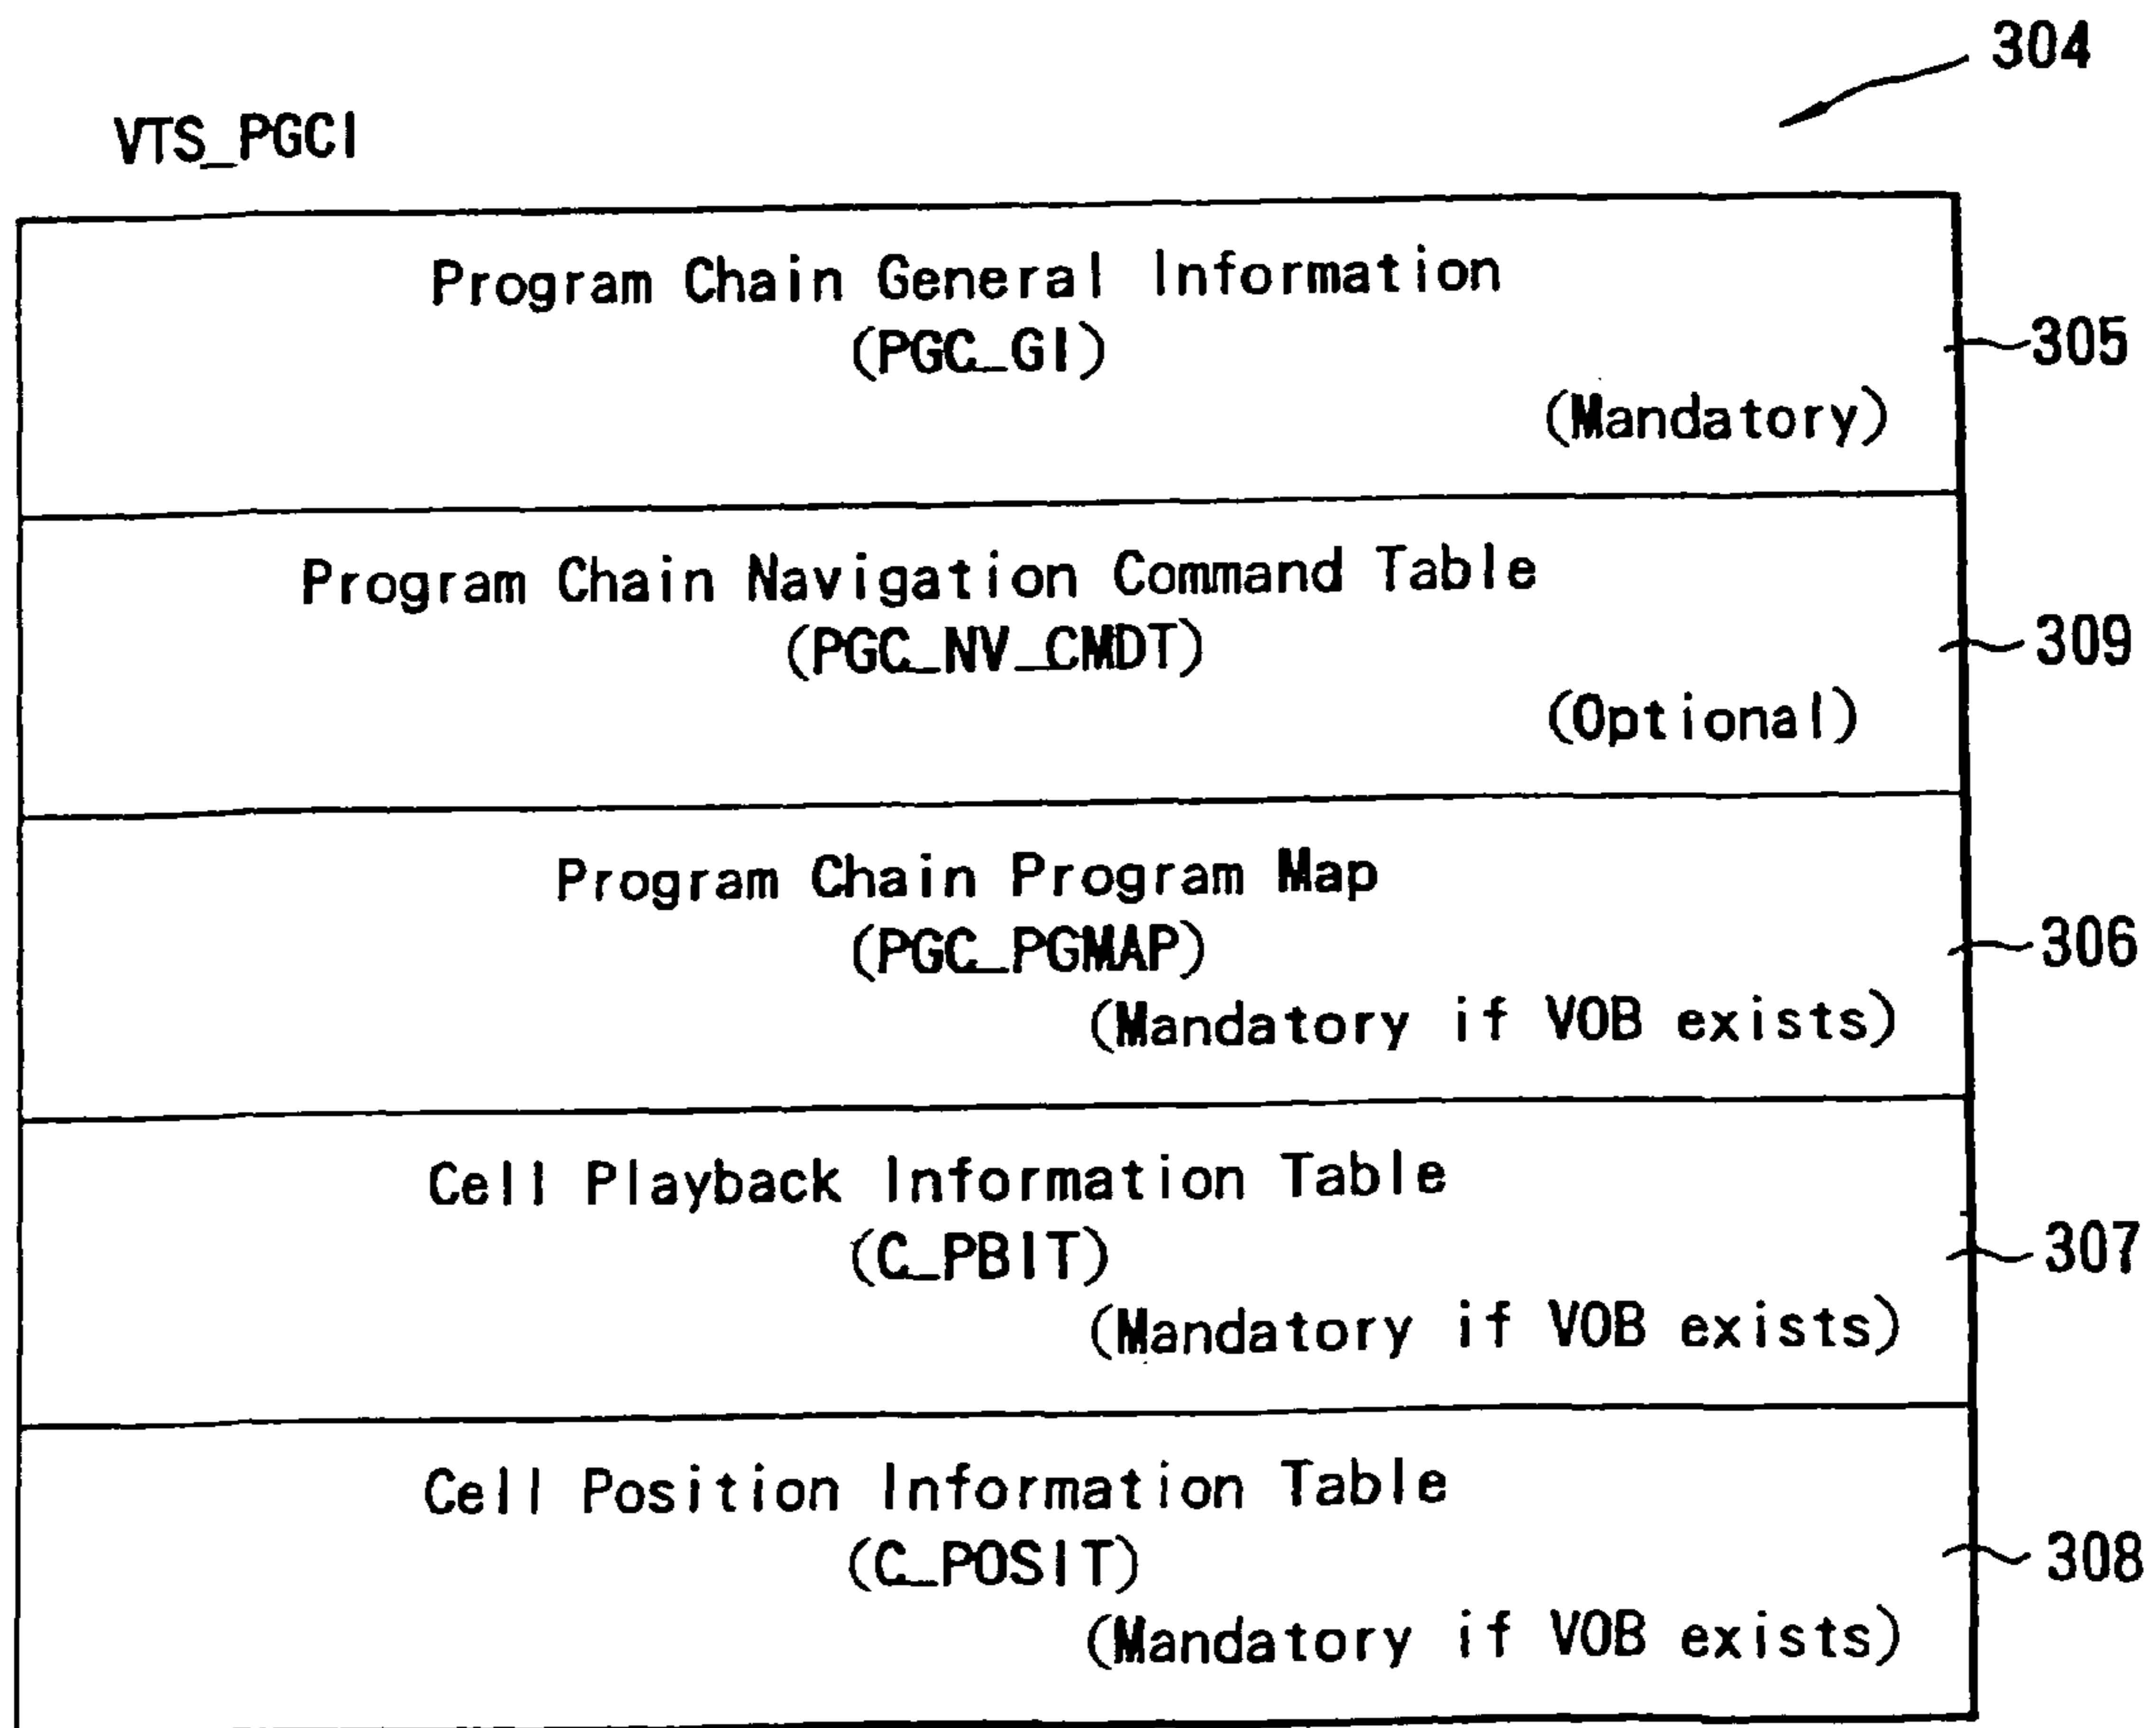 304
VTS_PGCI
Program Chain General Information
(PGC_GI)
(Mandatory)
305
Program Chain Navigation Command Table
(PGC_NV_CMDT)
(Optional)
309
Program Chain Program Map
(PGC_PGMAP)
(Mandatory if VOB exists)
306
Cell Playback Information Table
(C_PBIT)
(Mandatory if VOB exists)
307
Cell Position Information Table
(C_POSIT)
(Mandatory if VOB exists)
308